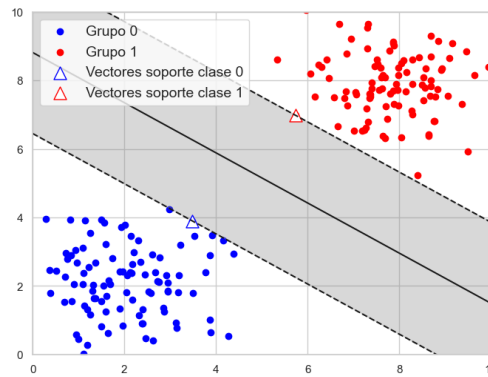 10
8
6
4
2
0
Grupo 0
Grupo 1
Vectores soporte clase 0
Vectores soporte clase 1
0 2 4 6 8